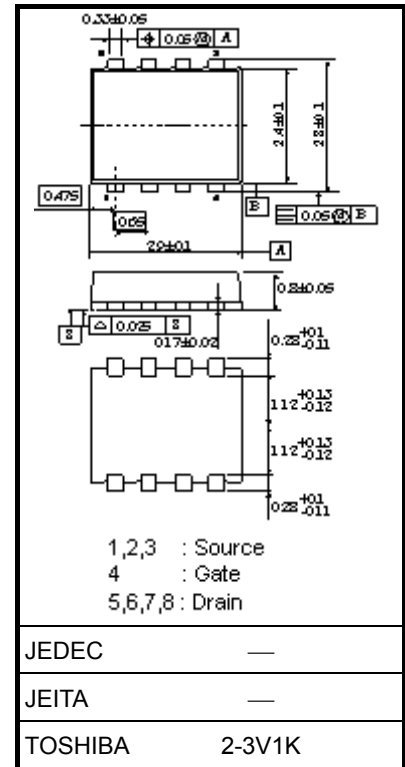 0.33±0.05
0.05 Ⓜ A
2.4±0.1
2.8±0.1
0.475
0.65
B
0.05 Ⓜ B
2.9±0.1
A
0.8±0.05
S
0.025 S
0.17±0.02
0.28 +0.1 -0.11
1.12 +0.13 -0.12
1.12 +0.13 -0.12
0.28 +0.1 -0.11
1,2,3 : Source
4 : Gate
5,6,7,8 : Drain
JEDEC —
JEITA —
TOSHIBA 2-3V1K